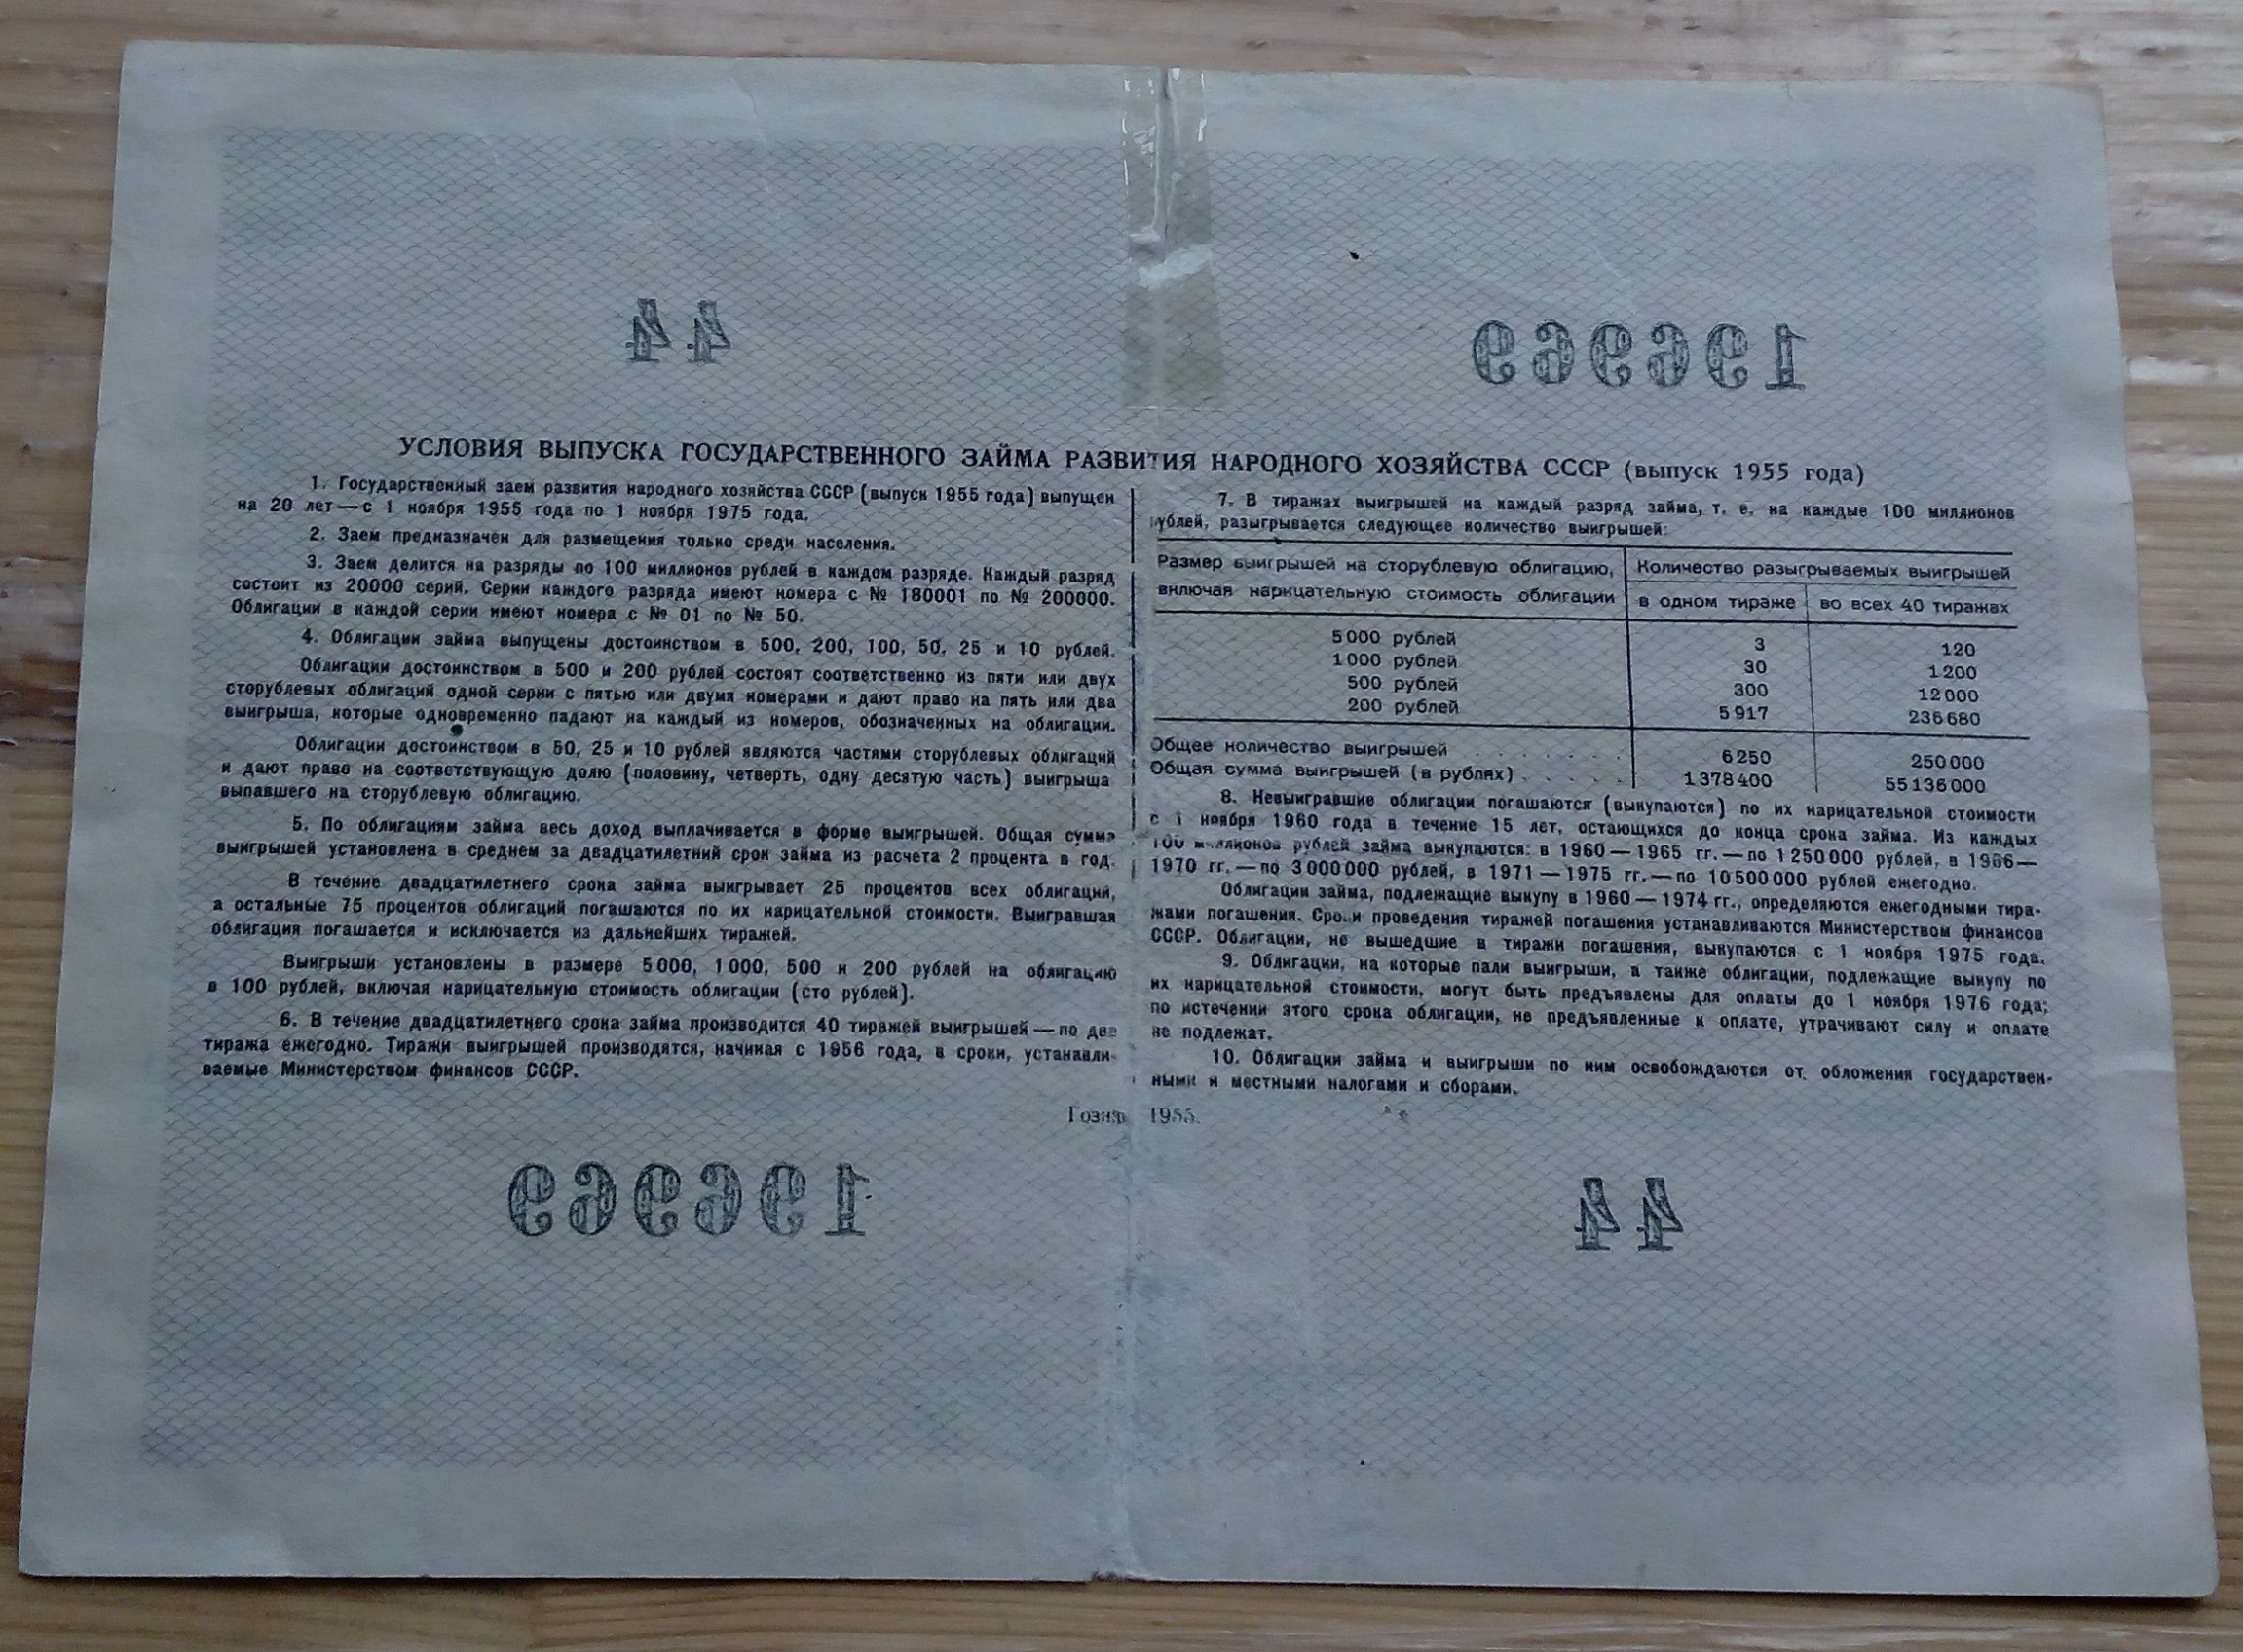 44
196969
УСЛОВИЯ ВЫПУСКА ГОСУДАРСТВЕННОГО ЗАЙМА РАЗВИТИЯ НАРОДНОГО ХОЗЯЙСТВА СССР (выпуск 1955 года)
1. Государственный заем развития народного хозяйства СССР (выпуск 1955 года) выпущен
на 20 лет — с 1 ноября 1955 года по 1 ноября 1975 года.
2. Заем предназначен для размещения только среди населения.
3. Заем делится на разряды по 100 миллионов рублей в каждом разряде. Каждый разряд
состоит из 20000 серий. Серии каждого разряда имеют номера с № 180001 по № 200000.
Облигации в каждой серии имеют номера с № 01 по № 50.
4. Облигации займа выпущены достоинством в 500, 200, 100, 50, 25 и 10 рублей.
Облигации достоинством в 500 и 200 рублей состоят соответственно из пяти или двух
сторублевых облигаций одной серии с пятью или двумя номерами и дают право на пять или два
выигрыша, которые одновременно падают на каждый из номеров, обозначенных на облигации.
Облигации достоинством в 50, 25 и 10 рублей являются частями сторублевых облигаций
и дают право на соответствующую долю (половину, четверть, одну десятую часть) выигрыша
выпавшего на сторублевую облигацию.
5. По облигациям займа весь доход выплачивается в форме выигрышей. Общая сумма
выигрышей установлена в среднем за двадцатилетний срок займа из расчета 2 процента в год.
В течение двадцатилетнего срока займа выигрывает 25 процентов всех облигаций,
а остальные 75 процентов облигаций погашаются по их нарицательной стоимости. Выигравшая
облигация погашается и исключается из дальнейших тиражей.
Выигрыши установлены в размере 5000, 1000, 500 и 200 рублей на облигацию
в 100 рублей, включая нарицательную стоимость облигации (сто рублей).
6. В течение двадцатилетнего срока займа производится 40 тиражей выигрышей — по два
тиража ежегодно. Тиражи выигрышей производятся, начиная с 1956 года, в сроки, устанавли-
ваемые Министерством финансов СССР.
7. В тиражах выигрышей на каждый разряд займа, т. е. на каждые 100 миллионов
рублей, разыгрывается следующее количество выигрышей:
Размер выигрышей на сторублевую облигацию, Количество разыгрываемых выигрышей
включая нарицательную стоимость облигации в одном тираже во всех 40 тиражах
5000 рублей 3 120
1000 рублей 30 1200
500 рублей 300 12000
200 рублей 5917 236680
Общее количество выигрышей . . . . . 6250 250000
Общая сумма выигрышей (в рублях) . . . . 1378400 55136000
8. Невыигравшие облигации погашаются (выкупаются) по их нарицательной стоимости
с 1 ноября 1960 года в течение 15 лет, остающихся до конца срока займа. Из каждых
100 миллионов рублей займа выкупаются: в 1960—1965 гг.—по 1250000 рублей, в 1966—
1970 гг.—по 3000000 рублей, в 1971—1975 гг.—по 10500000 рублей ежегодно.
Облигации займа, подлежащие выкупу в 1960—1974 гг., определяются ежегодными тира-
жами погашения. Сроки проведения тиражей погашения устанавливаются Министерством финансов
СССР. Облигации, не вышедшие в тиражи погашения, выкупаются с 1 ноября 1975 года.
9. Облигации, на которые пали выигрыши, а также облигации, подлежащие выкупу по
их нарицательной стоимости, могут быть предъявлены для оплаты до 1 ноября 1976 года;
по истечении этого срока облигации, не предъявленные к оплате, утрачивают силу и оплате
не подлежат.
10. Облигации займа и выигрыши по ним освобождаются от обложения государствен-
ными и местными налогами и сборами.
Гознак 1955.
196969
44